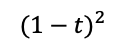 (1 − t)²